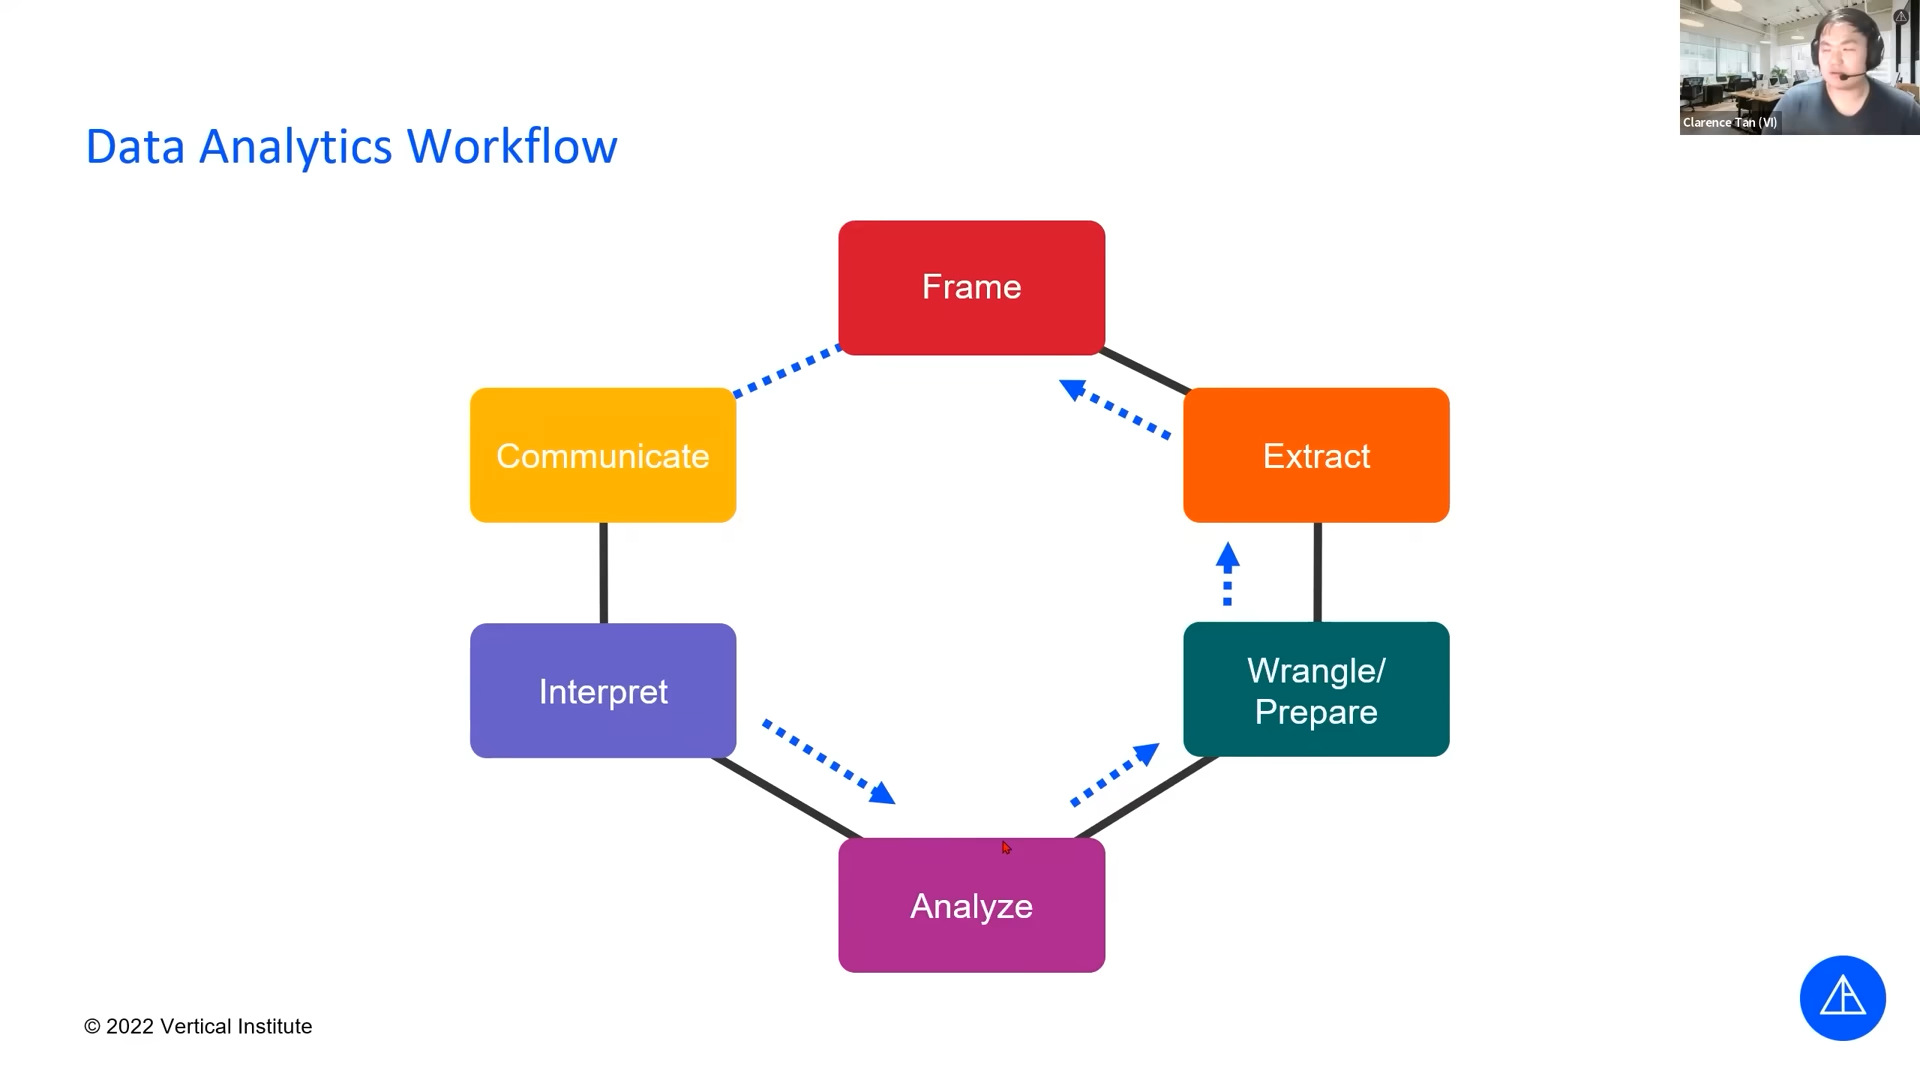 Clarence Tan (VI)
Data Analytics Workflow
Frame
Communicate
Extract
Interpret
Wrangle/
Prepare
Analyze
© 2022 Vertical Institute